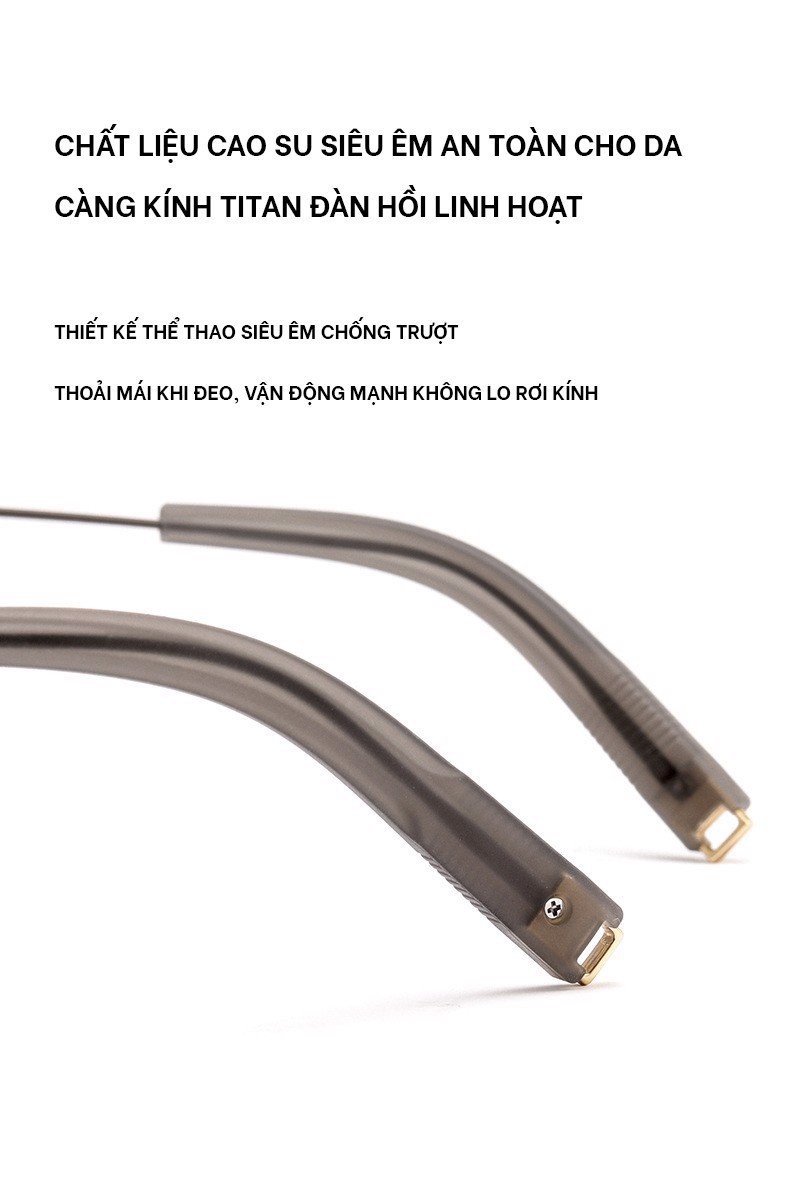 CHẤT LIỆU CAO SU SIÊU ÊM AN TOÀN CHO DA
CÀNG KÍNH TITAN ĐÀN HỒI LINH HOẠT
THIẾT KẾ THỂ THAO SIÊU ÊM CHỐNG TRƯỢT
THOẢI MÁI KHI ĐEO, VẬN ĐỘNG MẠNH KHÔNG LO RƠI KÍNH